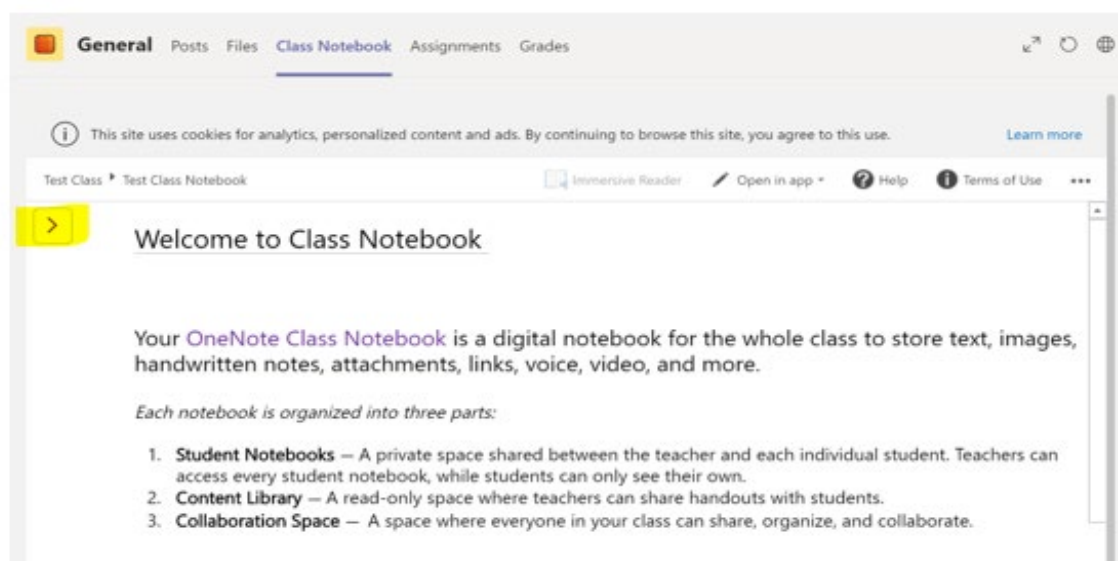 General Posts Files Class Notebook Assignments Grades
This site uses cookies for analytics, personalized content and ads. By continuing to browse this site, you agree to this use. Learn more
Test Class Test Class Notebook Immersive Reader Open in app Help Terms of Use •••
Welcome to Class Notebook
Your OneNote Class Notebook is a digital notebook for the whole class to store text, images,
handwritten notes, attachments, links, voice, video, and more.
Each notebook is organized into three parts:
1. Student Notebooks — A private space shared between the teacher and each individual student. Teachers can
access every student notebook, while students can only see their own.
2. Content Library — A read-only space where teachers can share handouts with students.
3. Collaboration Space — A space where everyone in your class can share, organize, and collaborate.